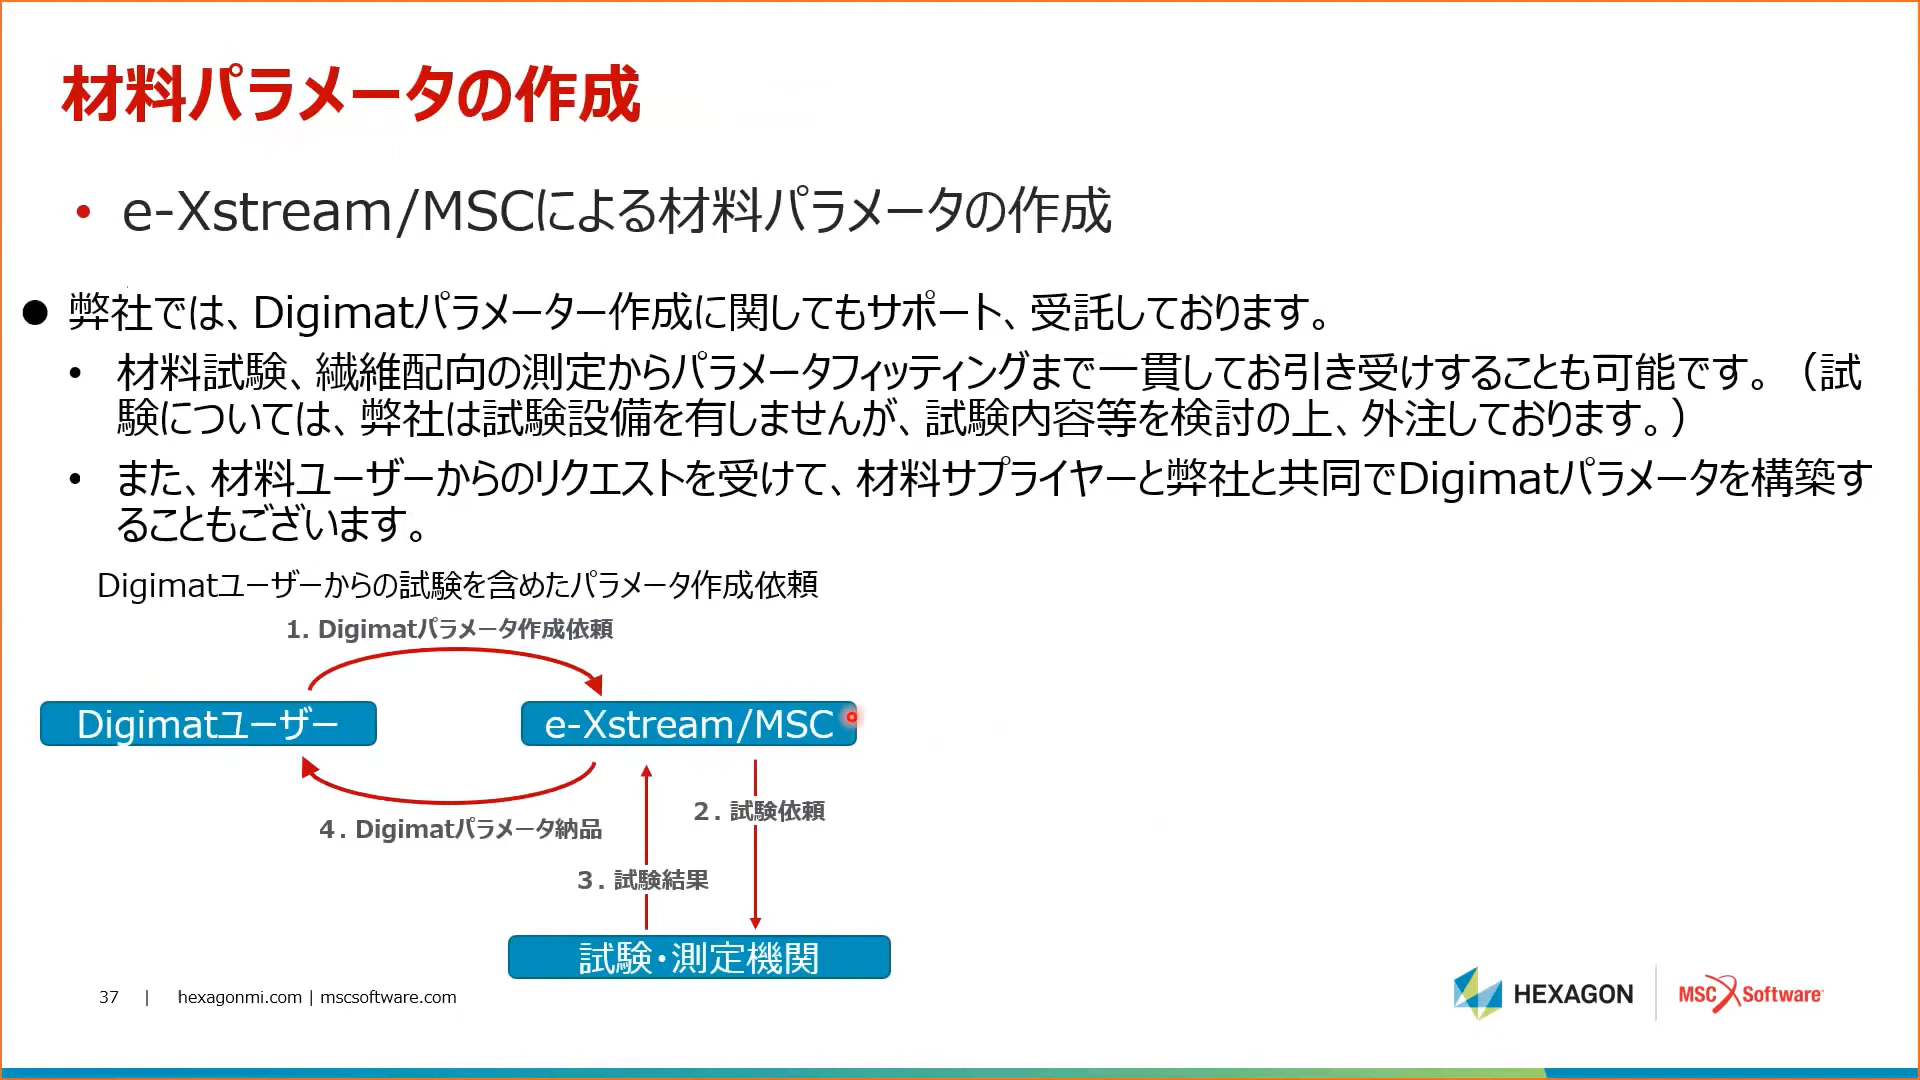 材料パラメータの作成
• e-Xstream/MSCによる材料パラメータの作成
● 弊社では、Digimatパラメーター作成に関してもサポート、受託しております。
• 材料試験、繊維配向の測定からパラメータフィッティングまで一貫してお引き受けすることも可能です。（試
験については、弊社は試験設備を有しませんが、試験内容等を検討の上、外注しております。）
• また、材料ユーザーからのリクエストを受けて、材料サプライヤーと弊社と共同でDigimatパラメータを構築す
ることもございます。
Digimatユーザーからの試験を含めたパラメータ作成依頼
1. Digimatパラメータ作成依頼
Digimatユーザー
e-Xstream/MSC
2. 試験依頼
4. Digimatパラメータ納品
3. 試験結果
試験・測定機関
37 | hexagonmi.com | mscsoftware.com
HEXAGON
MSC Software